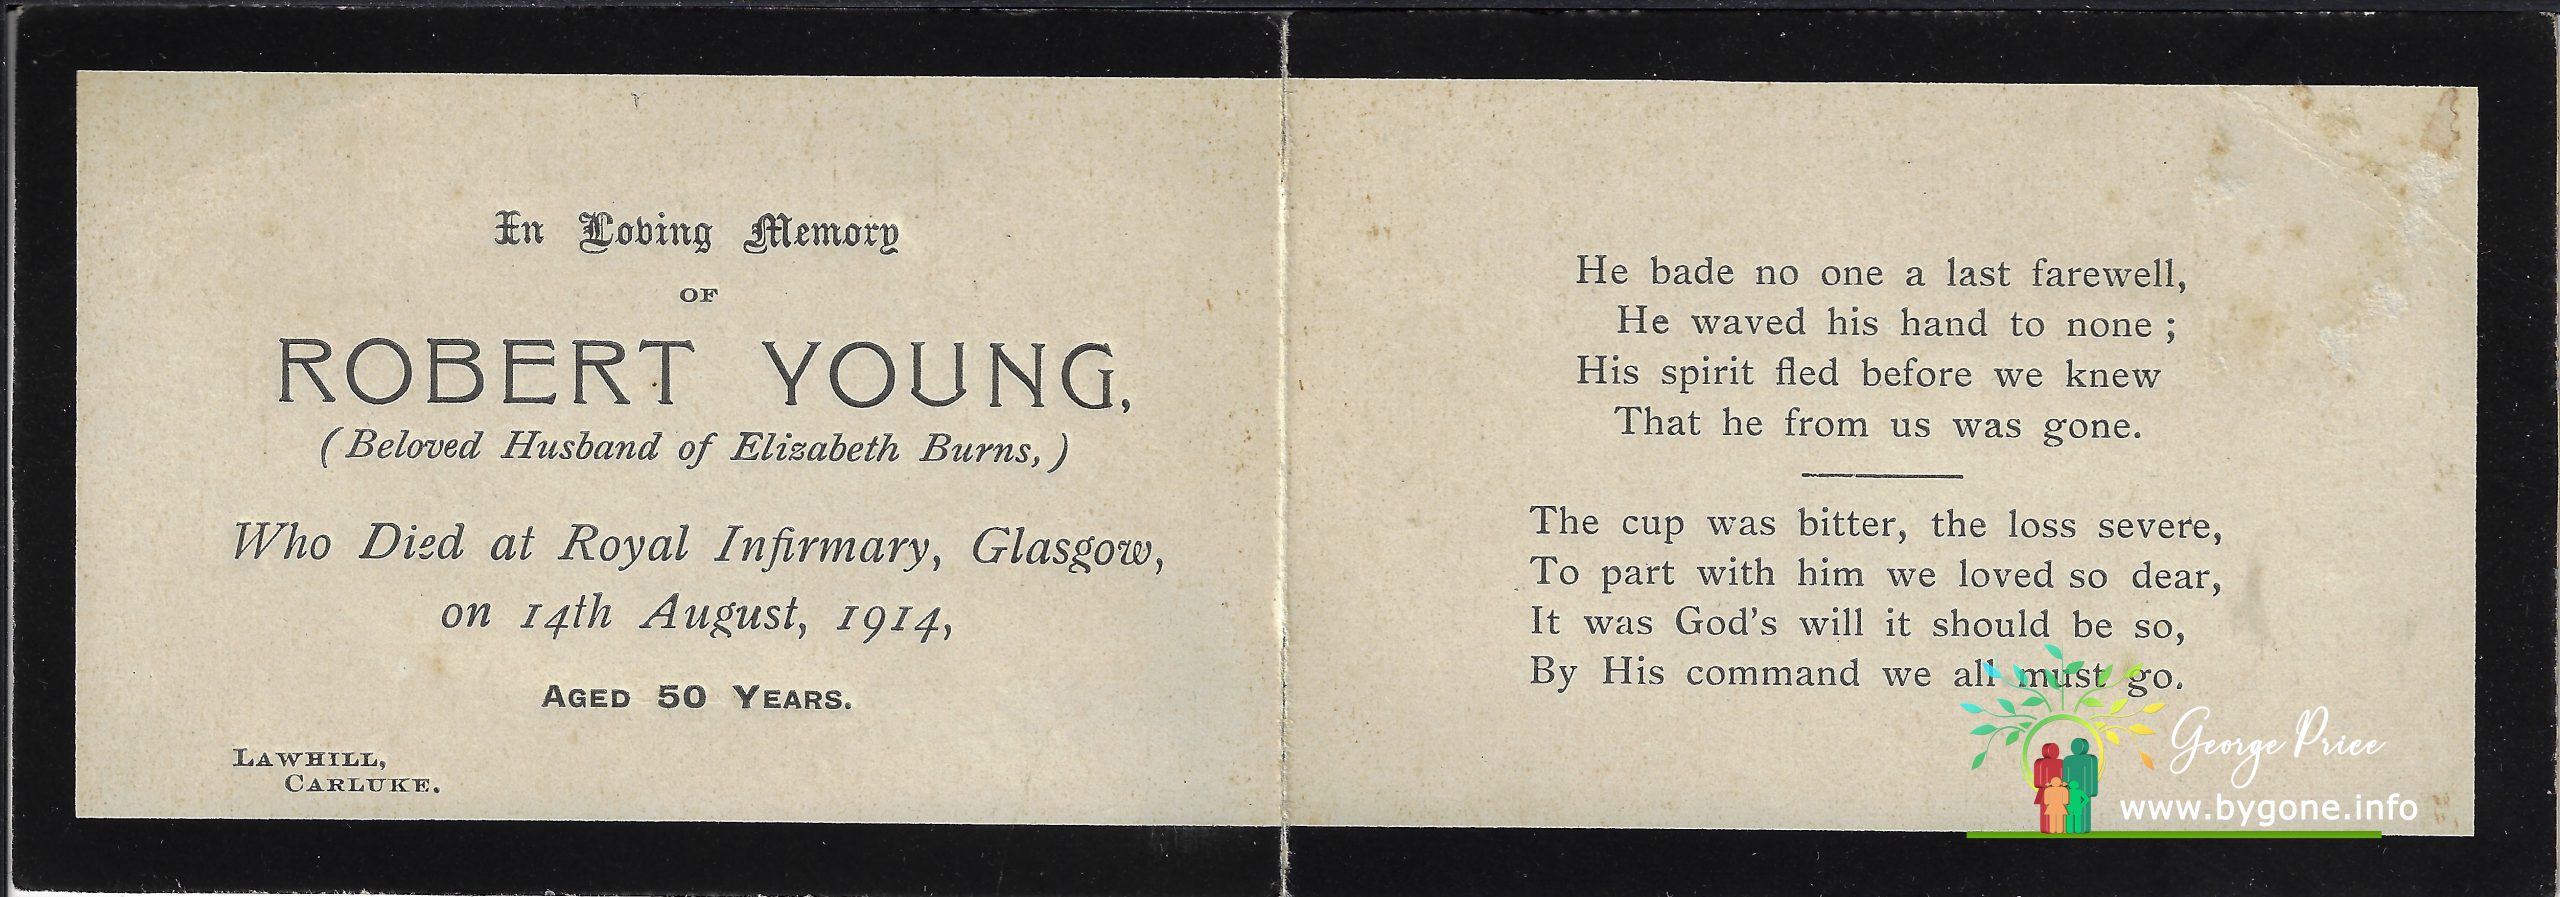 In Loving Memory
OF
ROBERT YOUNG,
(Beloved Husband of Elizabeth Burns,)
Who Died at Royal Infirmary, Glasgow,
on 14th August, 1914,
AGED 50 YEARS.
LAWHILL,
CARLUKE.
He bade no one a last farewell,
He waved his hand to none ;
His spirit fled before we knew
That he from us was gone.
The cup was bitter, the loss severe,
To part with him we loved so dear,
It was God's will it should be so,
By His command we all must go.
George Price
www.bygone.info